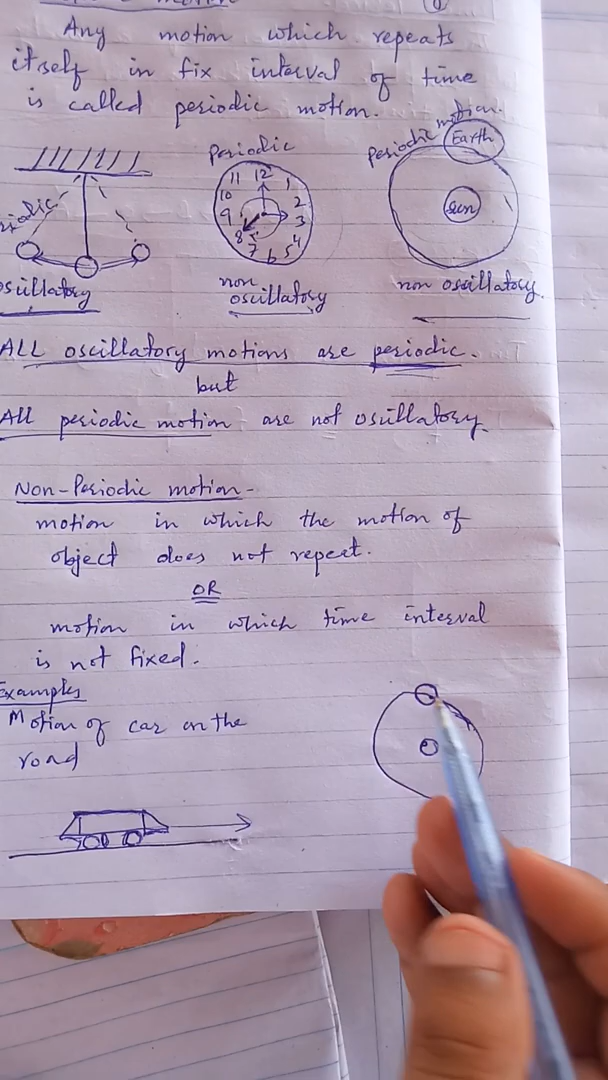 Any motion which repeats
itself in fix interval of time
is called periodic motion.
Periodic
Periodic motion.
Earth
11 12 1
10 2
9 3
8 7 6 5 4
Sun
non
oscillatory
non oscillatory.
ALL oscillatory motions are periodic.
but
All periodic motion are not oscillatory.
Non-Periodic motion-
motion in which the motion of
object does not repeat.
OR
motion in which time interval
is not fixed.
Examples
Motion of car on the
road